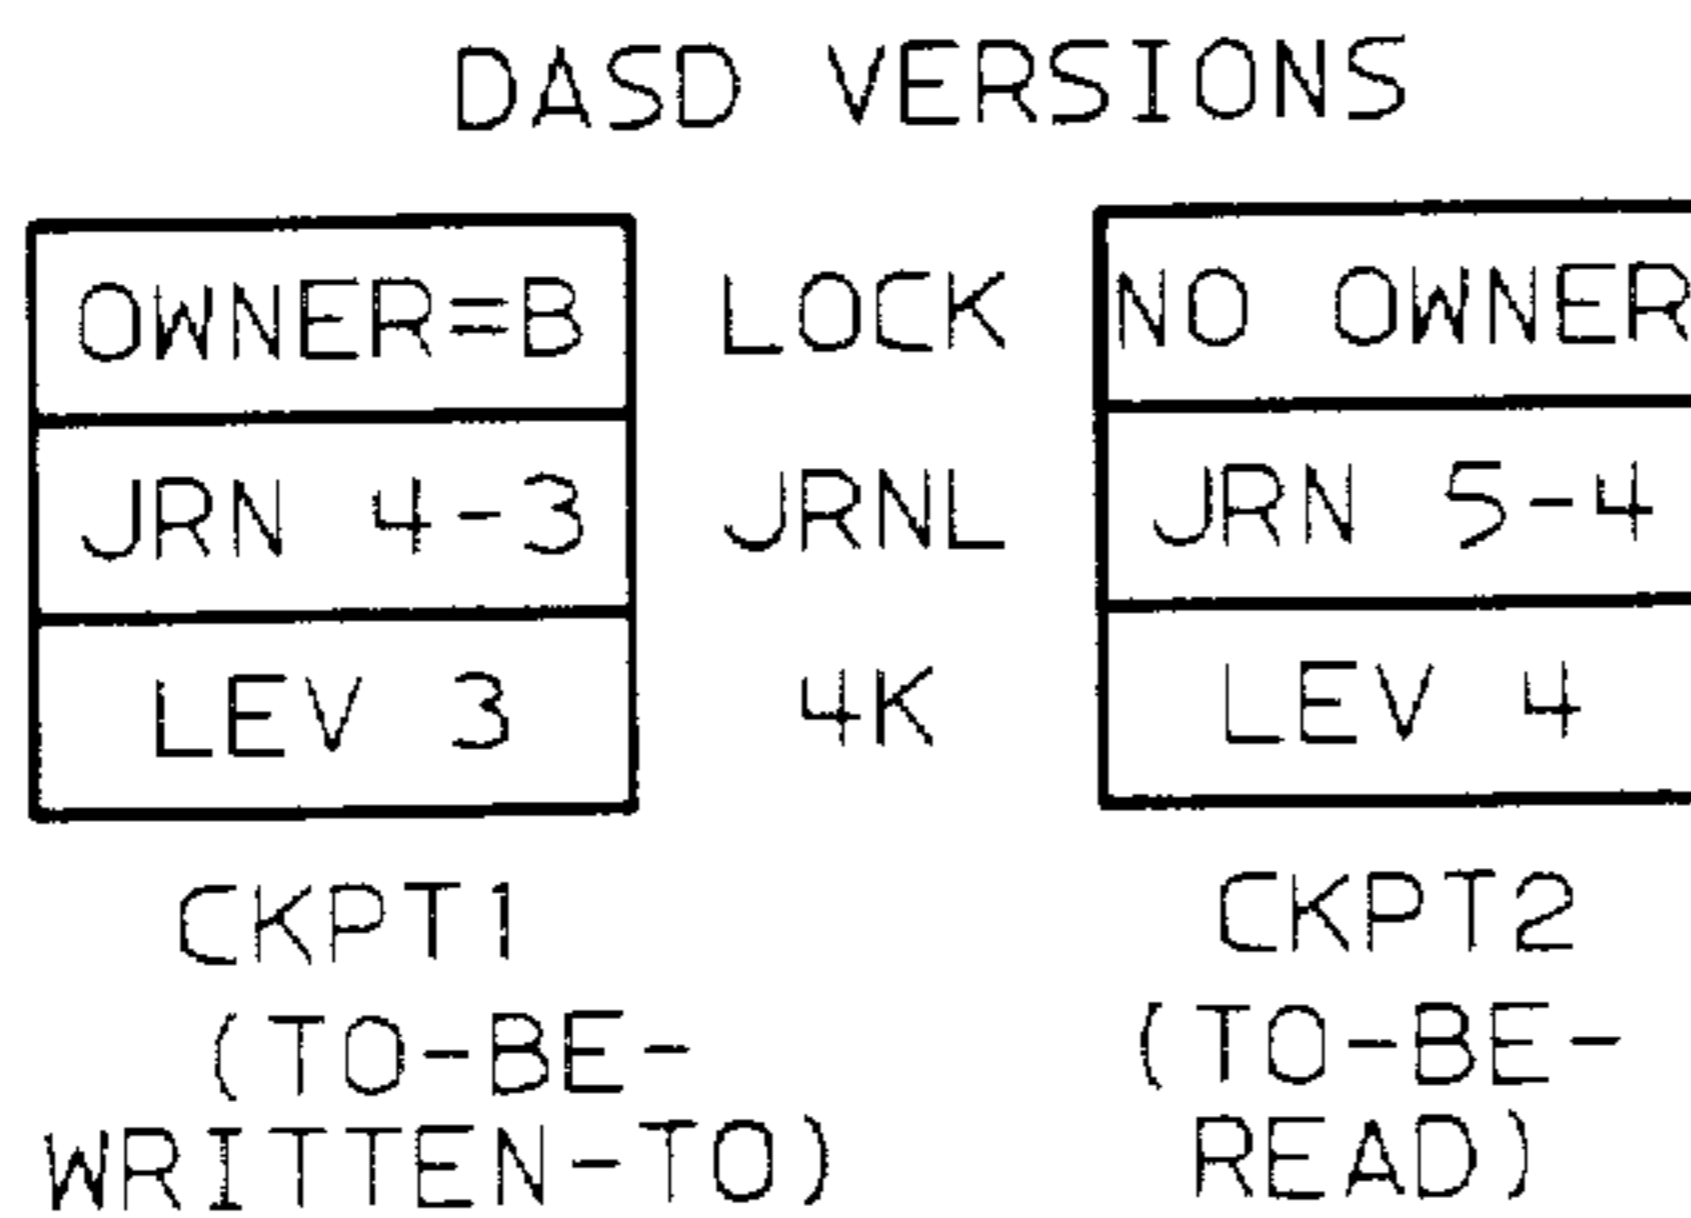 DASD VERSIONS
OWNER=B LOCK NO OWNER
JRN 4-3 JRNL JRN 5-4
LEV 3 4K LEV 4
CKPT1 CKPT2
(TO-BE- (TO-BE-
WRITTEN-TO) READ)